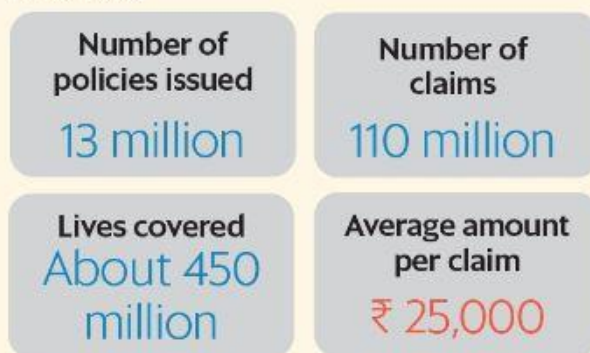 Number of
policies issued
13 million
Number of
claims
110 million
Lives covered
About 450
million
Average amount
per claim
₹ 25,000